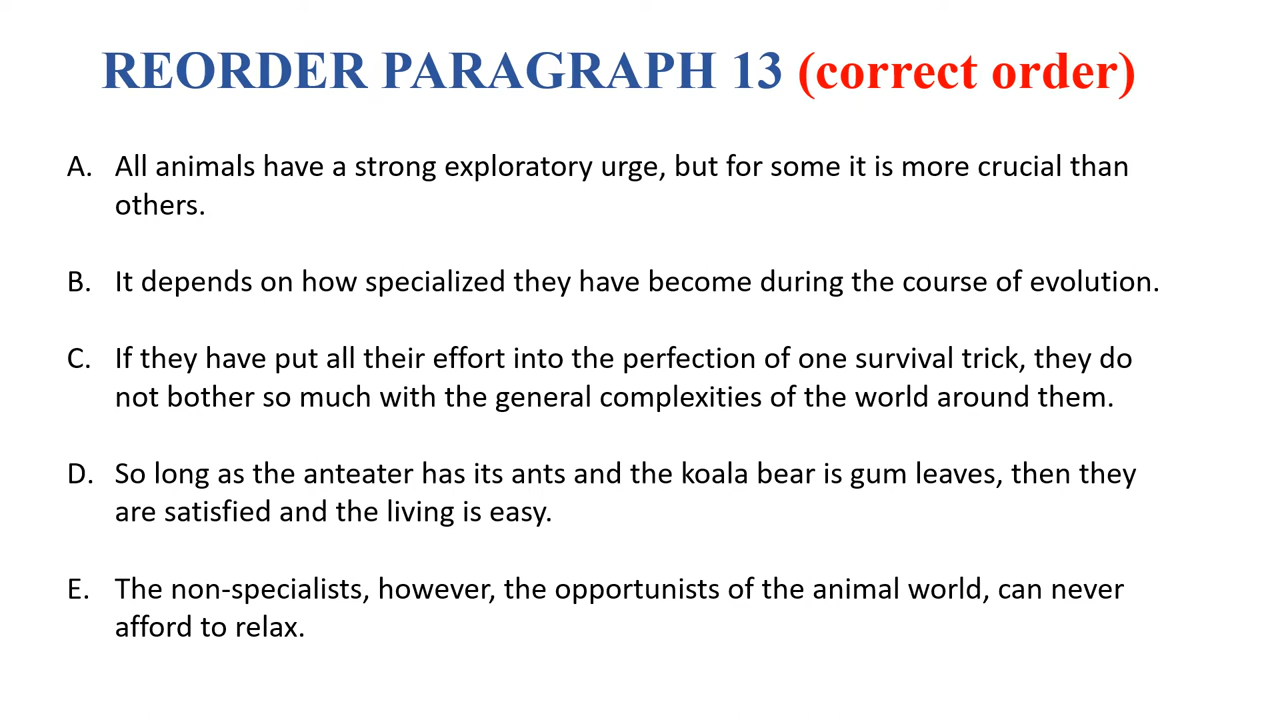 REORDER PARAGRAPH 13 (correct order)
A. All animals have a strong exploratory urge, but for some it is more crucial than
others.
B. It depends on how specialized they have become during the course of evolution.
C. If they have put all their effort into the perfection of one survival trick, they do
not bother so much with the general complexities of the world around them.
D. So long as the anteater has its ants and the koala bear is gum leaves, then they
are satisfied and the living is easy.
E. The non-specialists, however, the opportunists of the animal world, can never
afford to relax.